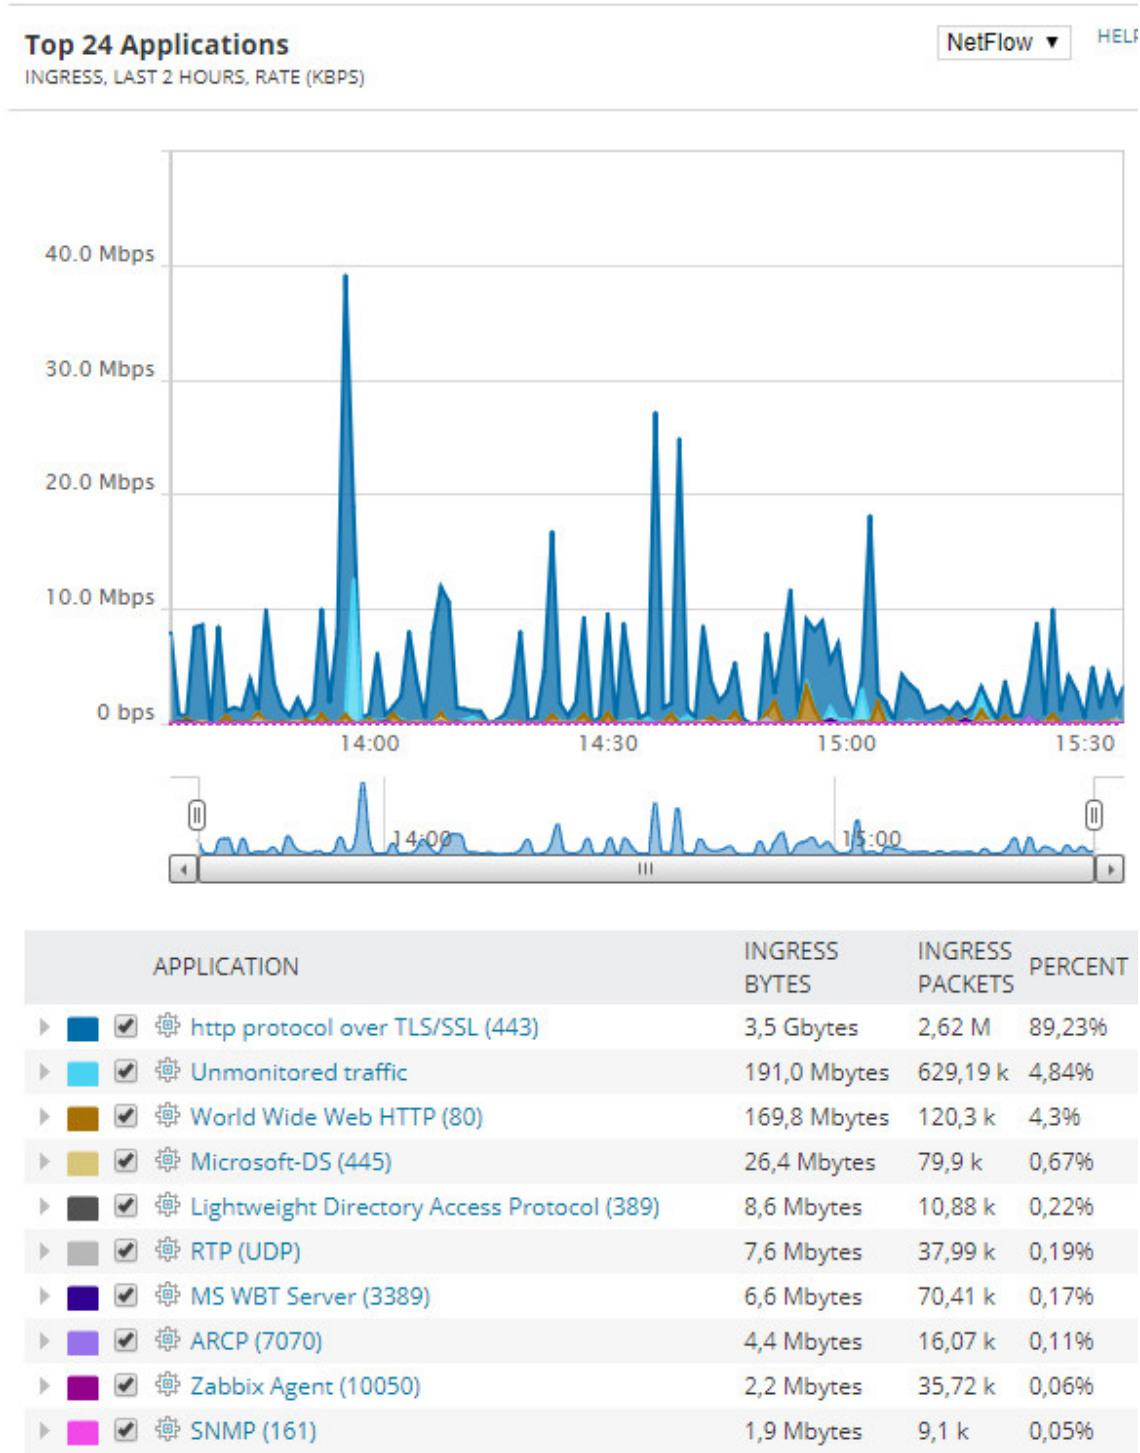 Top 24 Applications
NetFlow ▼
HELP
INGRESS, LAST 2 HOURS, RATE (KBPS)
40.0 Mbps
30.0 Mbps
20.0 Mbps
10.0 Mbps
0 bps
14:00 14:30 15:00 15:30
14:00 15:00
APPLICATION INGRESS BYTES INGRESS PACKETS PERCENT
http protocol over TLS/SSL (443) 3,5 Gbytes 2,62 M 89,23%
Unmonitored traffic 191,0 Mbytes 629,19 k 4,84%
World Wide Web HTTP (80) 169,8 Mbytes 120,3 k 4,3%
Microsoft-DS (445) 26,4 Mbytes 79,9 k 0,67%
Lightweight Directory Access Protocol (389) 8,6 Mbytes 10,88 k 0,22%
RTP (UDP) 7,6 Mbytes 37,99 k 0,19%
MS WBT Server (3389) 6,6 Mbytes 70,41 k 0,17%
ARCP (7070) 4,4 Mbytes 16,07 k 0,11%
Zabbix Agent (10050) 2,2 Mbytes 35,72 k 0,06%
SNMP (161) 1,9 Mbytes 9,1 k 0,05%